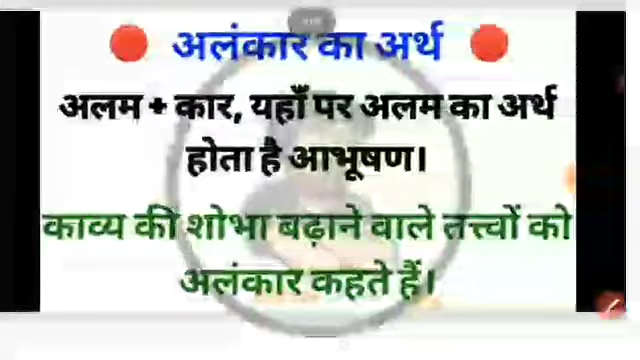 अलंकार का अर्थ
अलम + कार, यहाँ पर अलम का अर्थ
होता है आभूषण।
काव्य की शोभा बढ़ाने वाले तत्त्वों को
अलंकार कहते हैं।